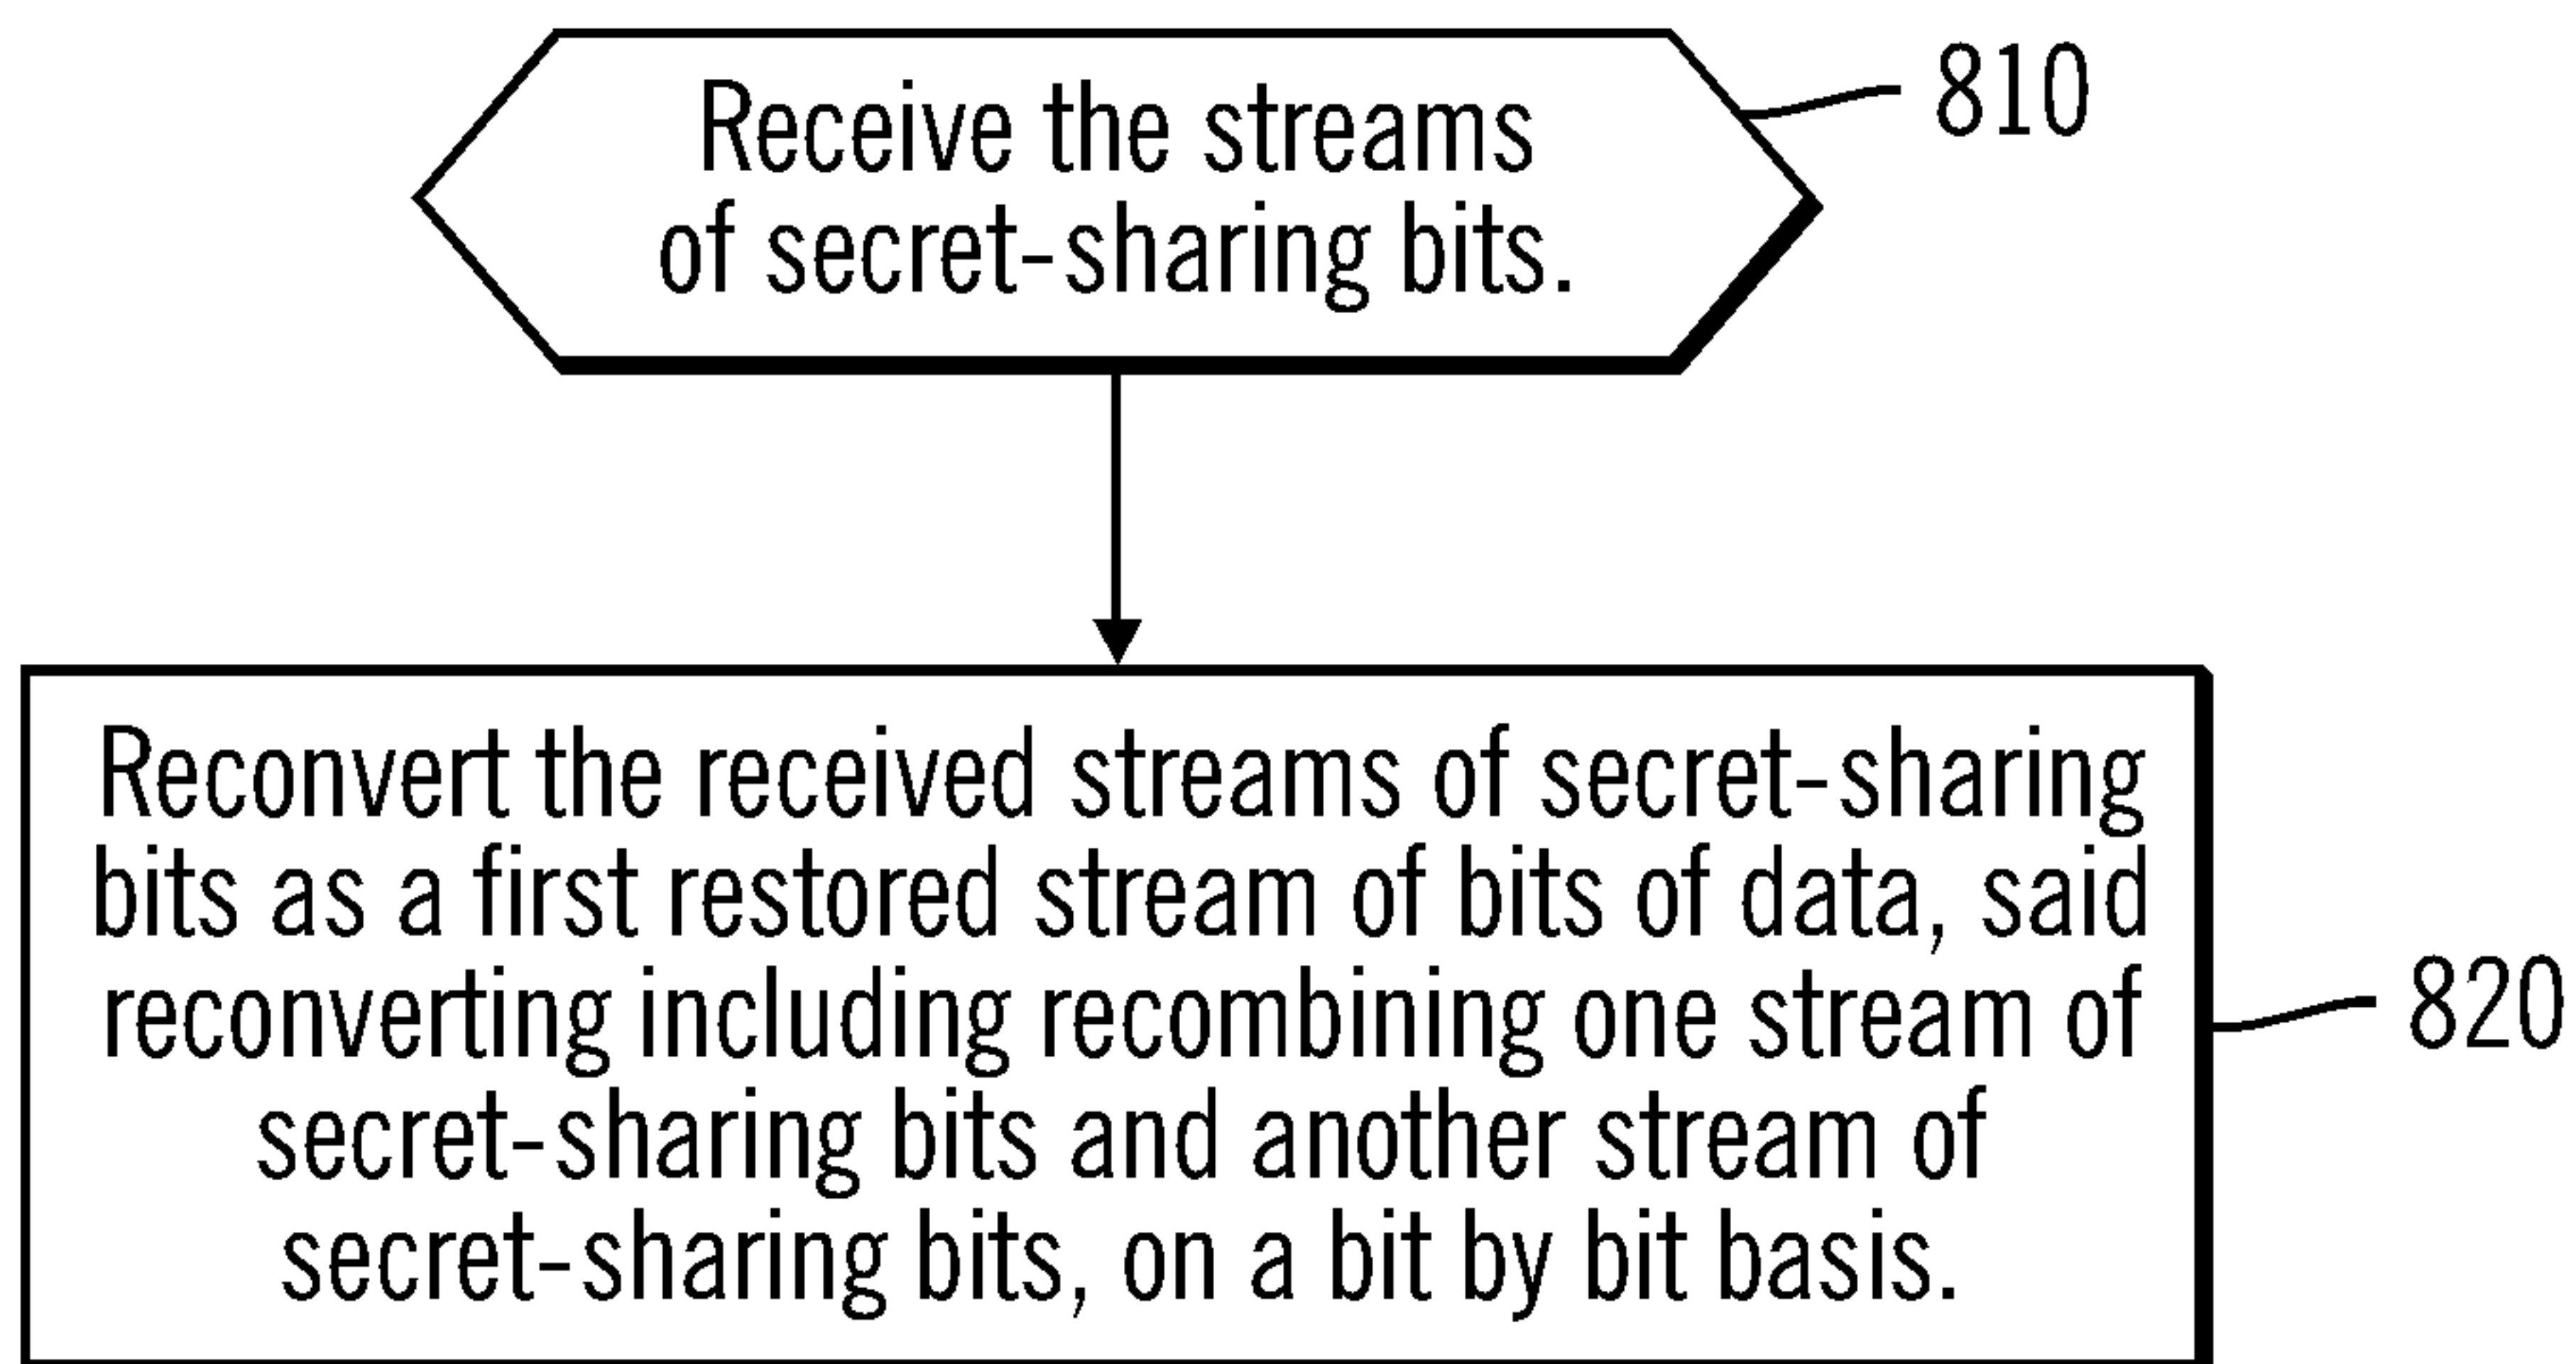 Receive the streams
of secret-sharing bits.
810
Reconvert the received streams of secret-sharing
bits as a first restored stream of bits of data, said
reconverting including recombining one stream of
secret-sharing bits and another stream of
secret-sharing bits, on a bit by bit basis.
820